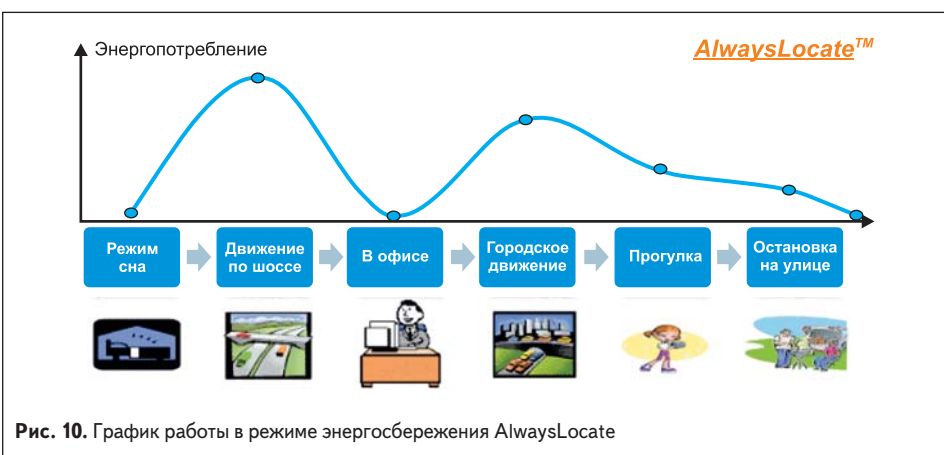 Энергопотребление
AlwaysLocate™
Режим
сна
Движение
по шоссе
В офисе
Городское
движение
Прогулка
Остановка
на улице
Рис. 10. График работы в режиме энергосбережения AlwaysLocate